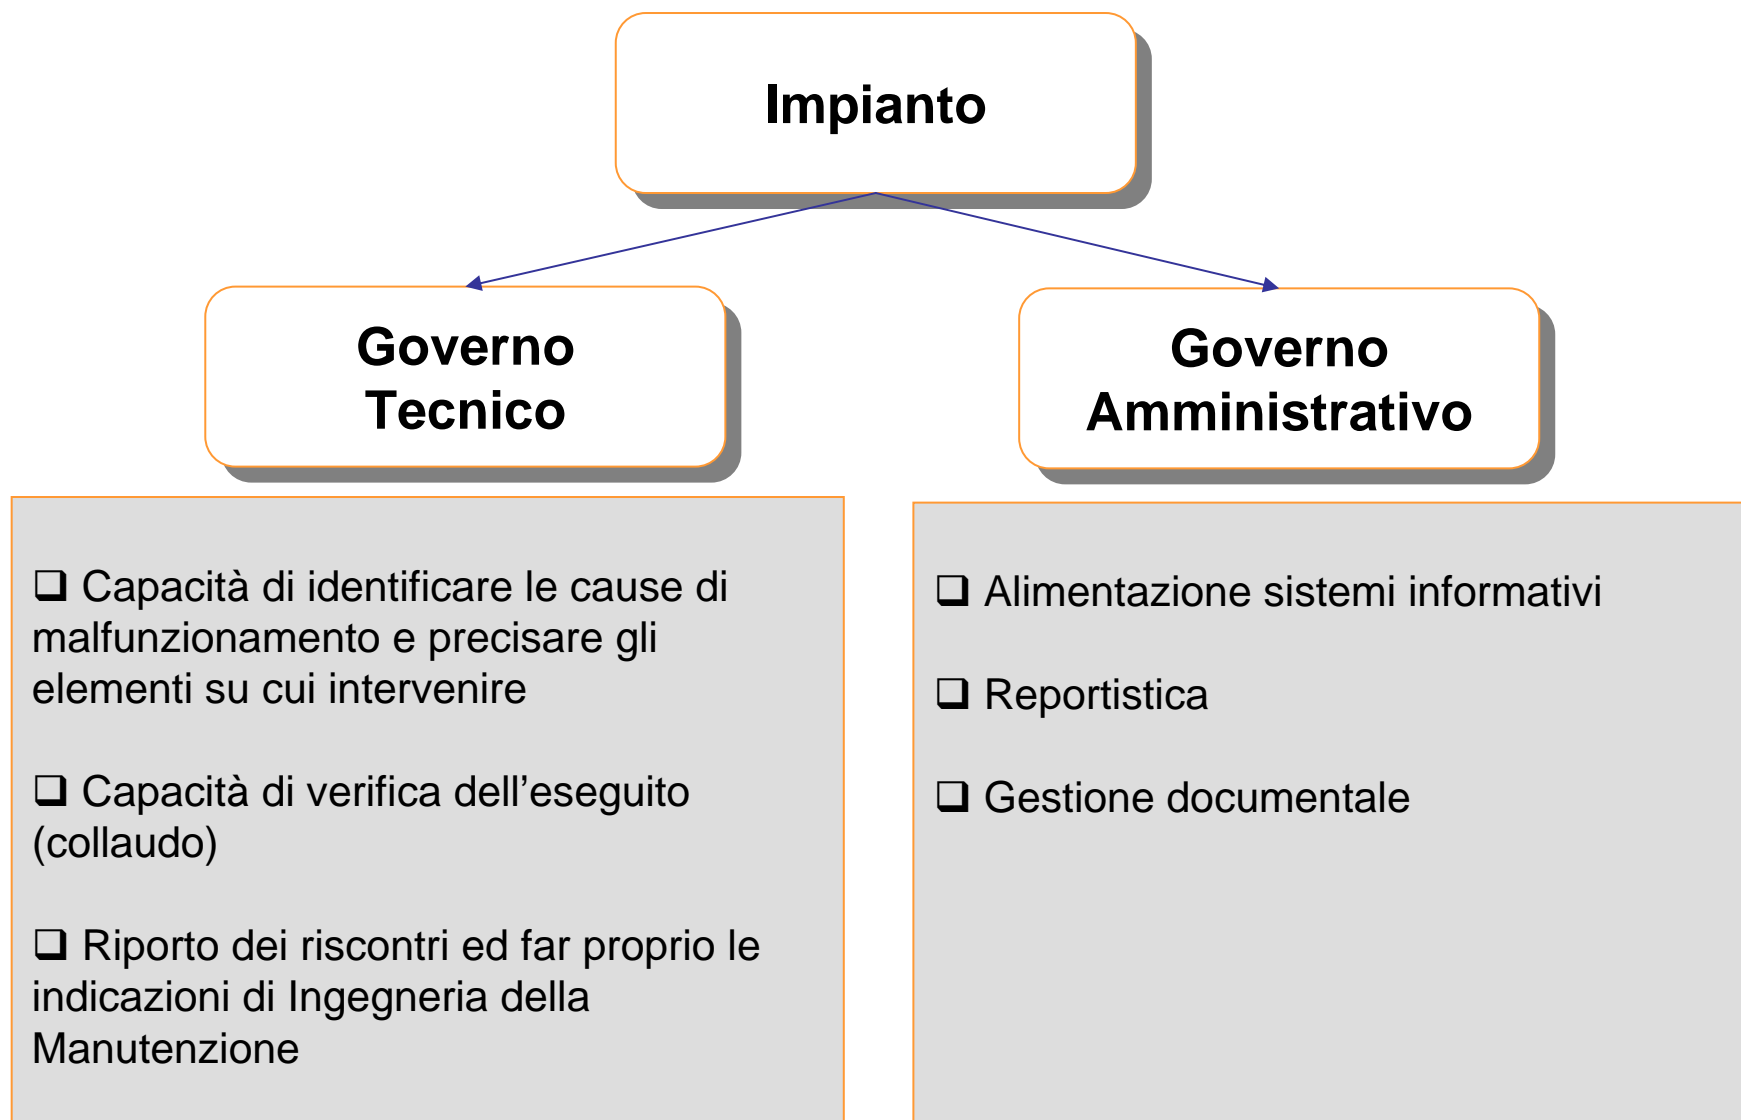 Impianto
Governo
Tecnico
❑ Capacità di identificare le cause di
malfunzionamento e precisare gli
elementi su cui intervenire
❑ Capacità di verifica dell’eseguito
(collaudo)
❑ Riporto dei riscontri ed far proprio le
indicazioni di Ingegneria della
Manutenzione
Governo
Amministrativo
❑ Alimentazione sistemi informativi
❑ Reportistica
❑ Gestione documentale